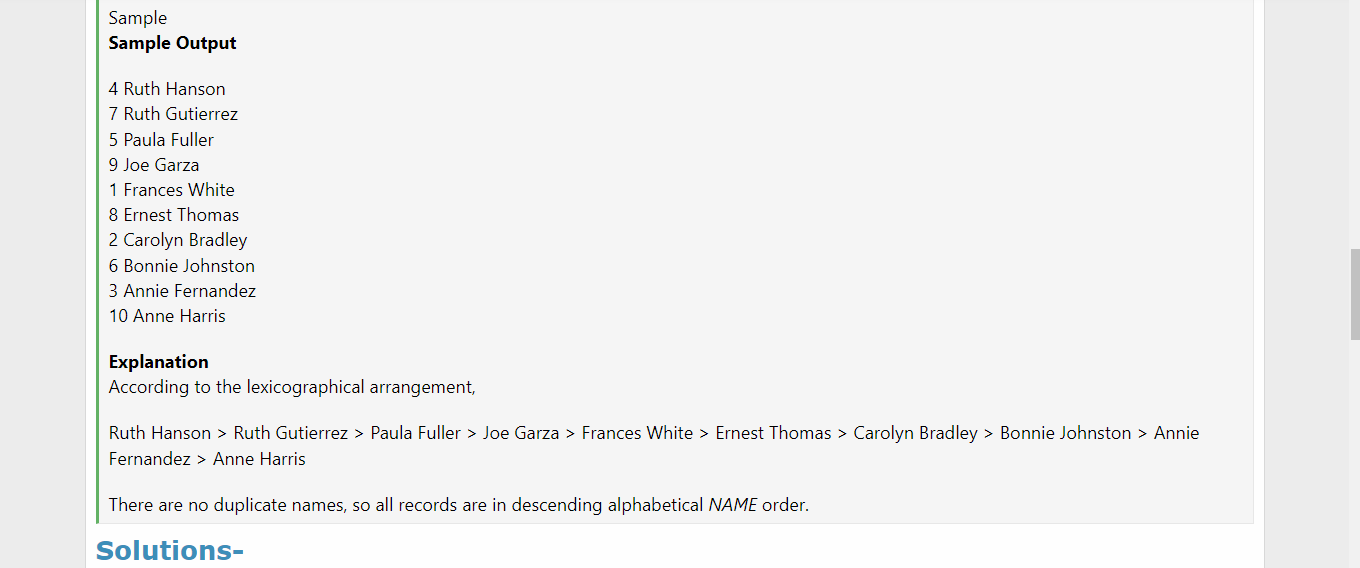 Sample
Sample Output
4 Ruth Hanson
7 Ruth Gutierrez
5 Paula Fuller
9 Joe Garza
1 Frances White
8 Ernest Thomas
2 Carolyn Bradley
6 Bonnie Johnston
3 Annie Fernandez
10 Anne Harris
Explanation
According to the lexicographical arrangement,
Ruth Hanson > Ruth Gutierrez > Paula Fuller > Joe Garza > Frances White > Ernest Thomas > Carolyn Bradley > Bonnie Johnston > Annie
Fernandez > Anne Harris
There are no duplicate names, so all records are in descending alphabetical NAME order.
Solutions-